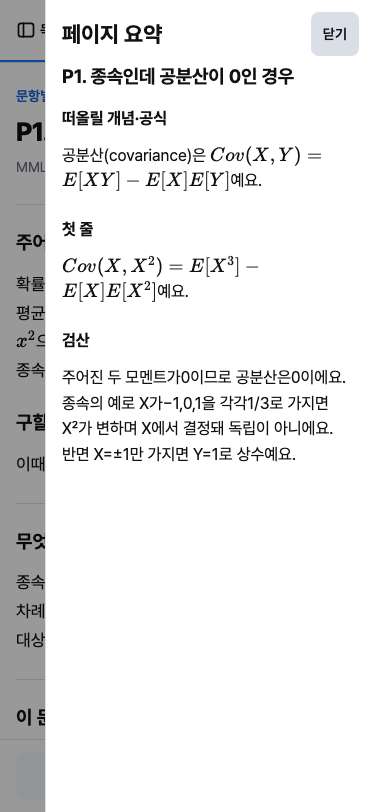 페이지 요약
닫기
P1. 종속인데 공분산이 0인 경우
떠올릴 개념·공식
공분산(covariance)은 Cov(X, Y) =
E[XY] − E[X]E[Y]예요.
첫 줄
Cov(X, X²) = E[X³] −
E[X]E[X²]예요.
검산
주어진 두 모멘트가0이므로 공분산은0이에요.
종속의 예로 X가−1,0,1을 각각1/3로 가지면
X²가 변하며 X에서 결정돼 독립이 아니에요.
반면 X=±1만 가지면 Y=1로 상수예요.
문항별
P1.
MML
주어
확률
평균
x²으
종속
구할
이때
무엇
종속
차례
대상
이 문